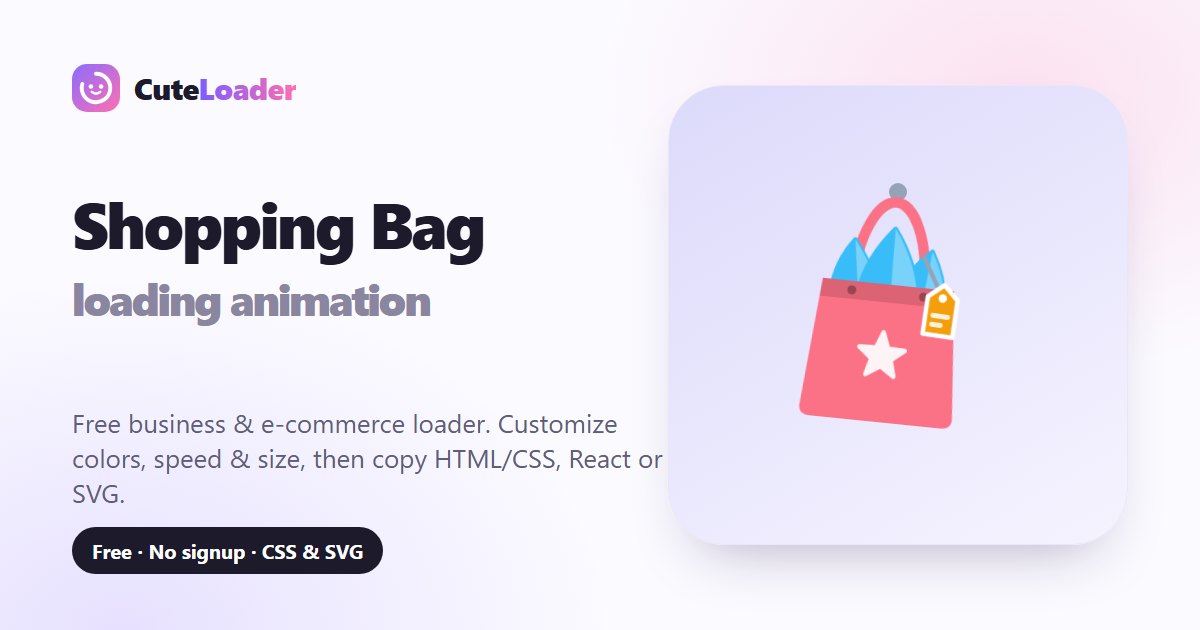 CuteLoader
Shopping Bag
loading animation
Free business & e-commerce loader. Customize
colors, speed & size, then copy HTML/CSS, React or
SVG.
Free · No signup · CSS & SVG